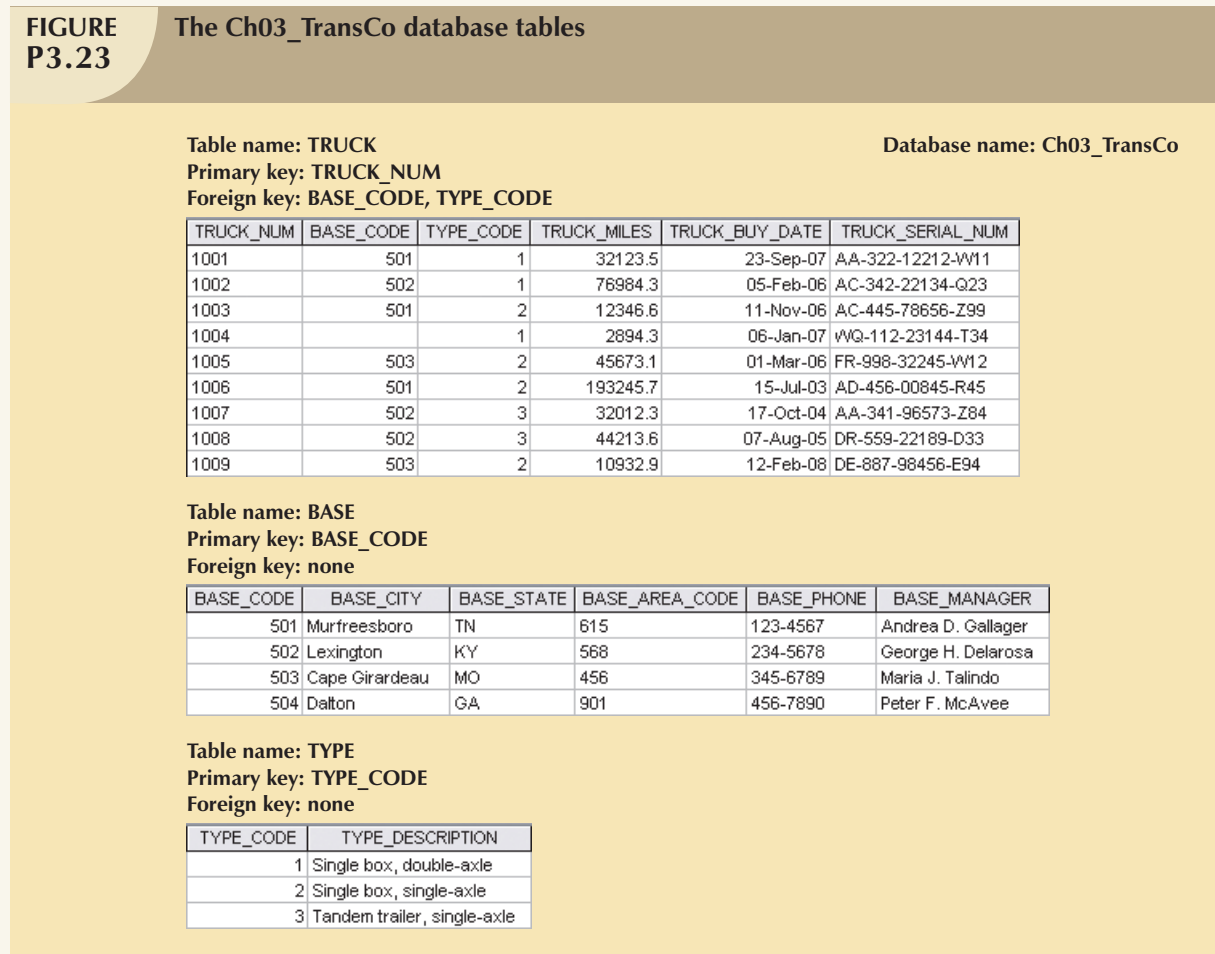 FIGURE P3.23
The Ch03_TransCo database tables
Table name: TRUCK
Database name: Ch03_TransCo
Primary key: TRUCK_NUM
Foreign key: BASE_CODE, TYPE_CODE
TRUCK_NUM BASE_CODE TYPE_CODE TRUCK_MILES TRUCK_BUY_DATE TRUCK_SERIAL_NUM
1001 501 1 32123.5 23-Sep-07 AA-322-12212-W11
1002 502 1 76984.3 05-Feb-06 AC-342-22134-Q23
1003 501 2 12346.6 11-Nov-06 AC-445-78656-Z99
1004 1 2894.3 06-Jan-07 WQ-112-23144-T34
1005 503 2 45673.1 01-Mar-06 FR-998-32245-W12
1006 501 2 193245.7 15-Jul-03 AD-456-00845-R45
1007 502 3 32012.3 17-Oct-04 AA-341-96573-Z84
1008 502 3 44213.6 07-Aug-05 DR-559-22189-D33
1009 503 2 10932.9 12-Feb-08 DE-887-98456-E94
Table name: BASE
Primary key: BASE_CODE
Foreign key: none
BASE_CODE BASE_CITY BASE_STATE BASE_AREA_CODE BASE_PHONE BASE_MANAGER
501 Murfreesboro TN 615 123-4567 Andrea D. Gallager
502 Lexington KY 568 234-5678 George H. Delarosa
503 Cape Girardeau MO 456 345-6789 Maria J. Talindo
504 Dalton GA 901 456-7890 Peter F. McAvee
Table name: TYPE
Primary key: TYPE_CODE
Foreign key: none
TYPE_CODE TYPE_DESCRIPTION
1 Single box, double-axle
2 Single box, single-axle
3 Tandem trailer, single-axle